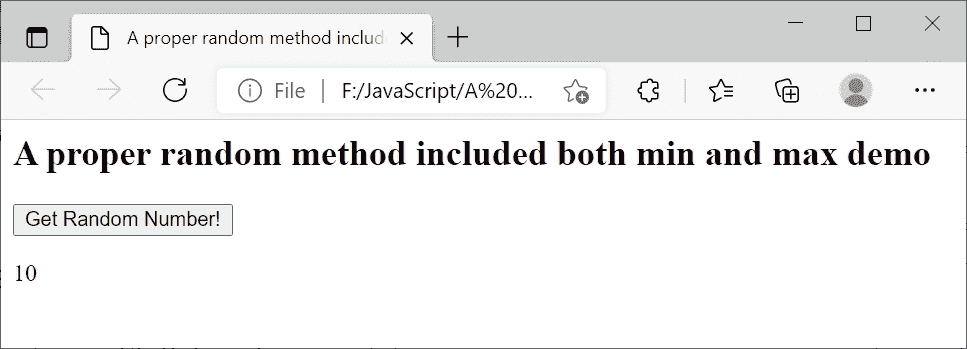 A proper random method includ
File
F:/JavaScript/A%20...
A proper random method included both min and max demo
Get Random Number!
10